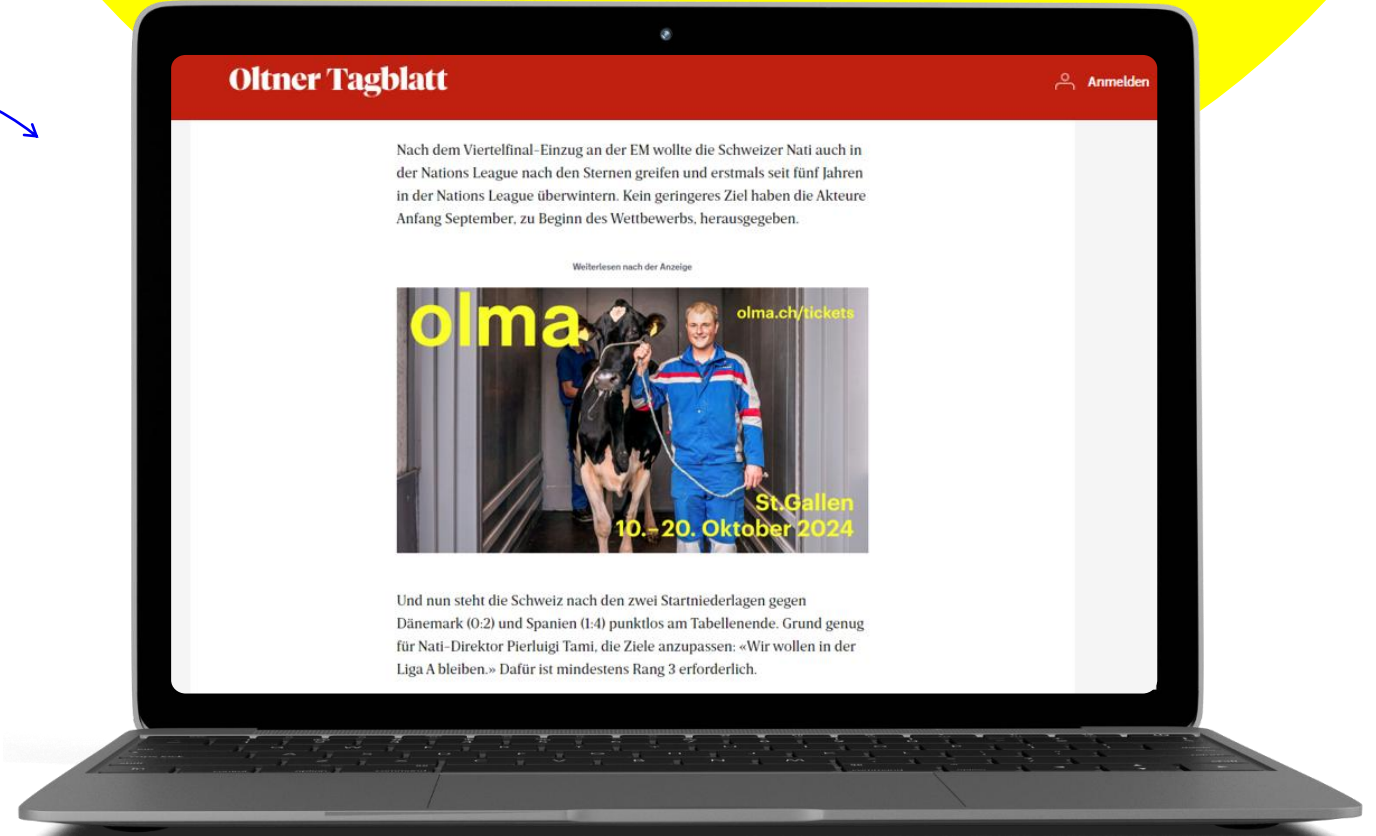 Oltner Tagblatt
Anmelden
Nach dem Viertelfinal-Einzug an der EM wollte die Schweizer Nati auch in
der Nations League nach den Sternen greifen und erstmals seit fünf Jahren
in der Nations League überwintern. Kein geringeres Ziel haben die Akteure
Anfang September, zu Beginn des Wettbewerbs, herausgegeben.
Weiterlesen nach der Anzeige
olma
olma.ch/tickets
St.Gallen
10.–20. Oktober 2024
Und nun steht die Schweiz nach den zwei Startniederlagen gegen
Dänemark (0:2) und Spanien (1:4) punktlos am Tabellenende. Grund genug
für Nati-Direktor Pierluigi Tami, die Ziele anzupassen: «Wir wollen in der
Liga A bleiben.» Dafür ist mindestens Rang 3 erforderlich.